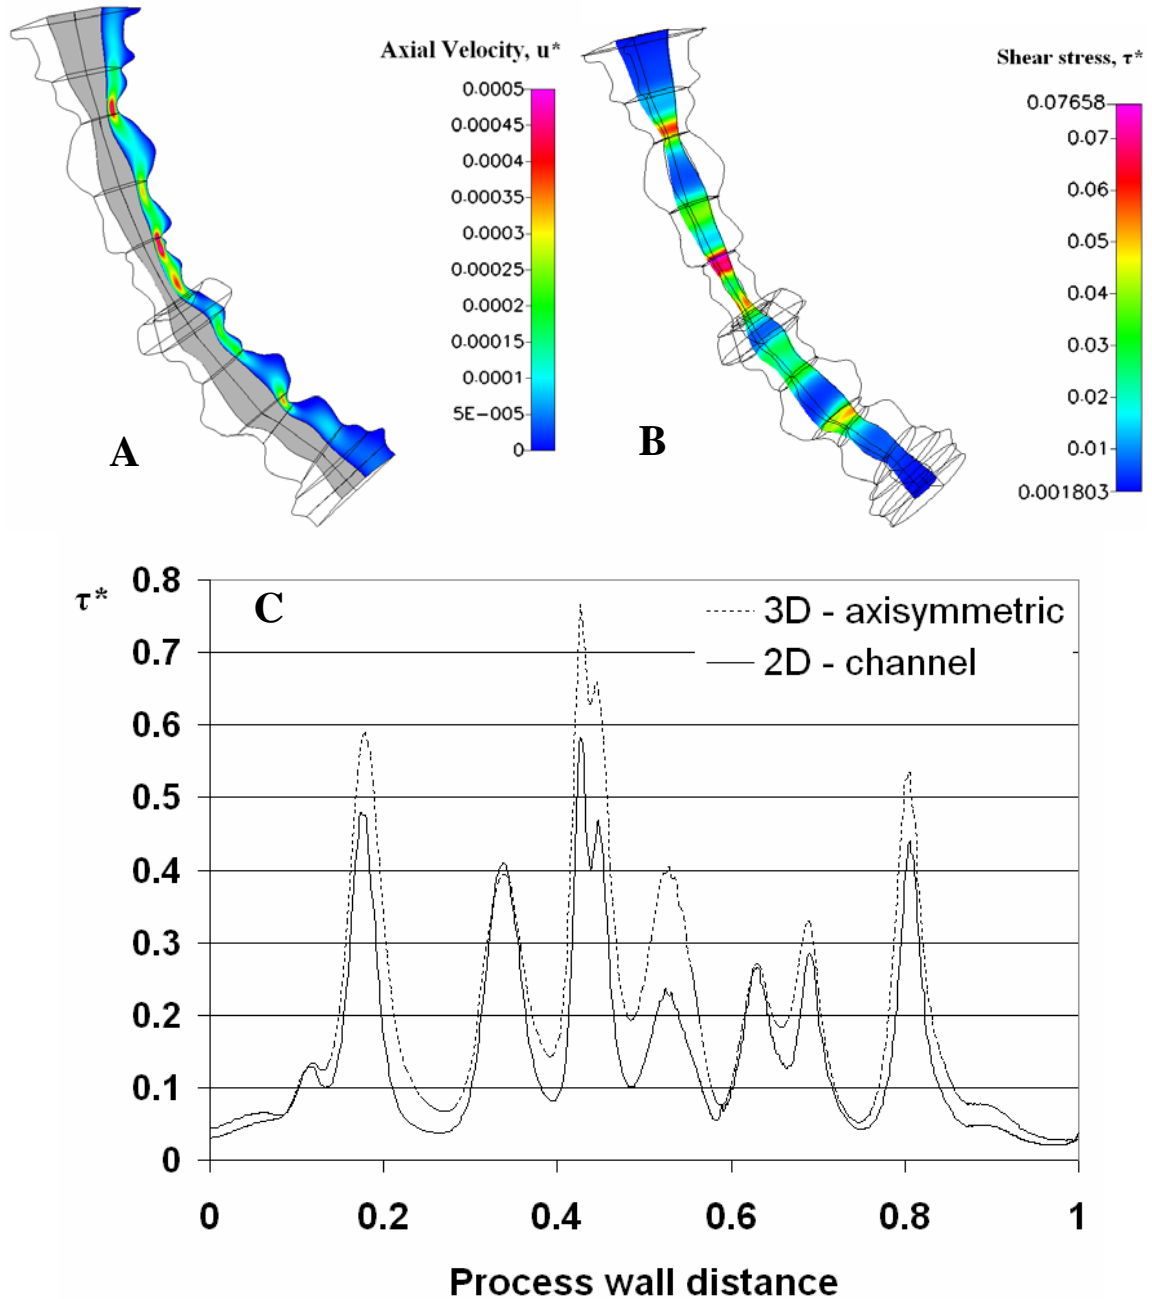 Axial Velocity, u*
0.0005
0.00045
0.0004
0.00035
0.0003
0.00025
0.0002
0.00015
0.0001
5E-005
0
A
Shear stress, τ*
0.07658
0.07
0.06
0.05
0.04
0.03
0.02
0.01
0.001803
B
τ*
C
3D - axisymmetric
2D - channel
0.8
0.7
0.6
0.5
0.4
0.3
0.2
0.1
0
0 0.2 0.4 0.6 0.8 1
Process wall distance